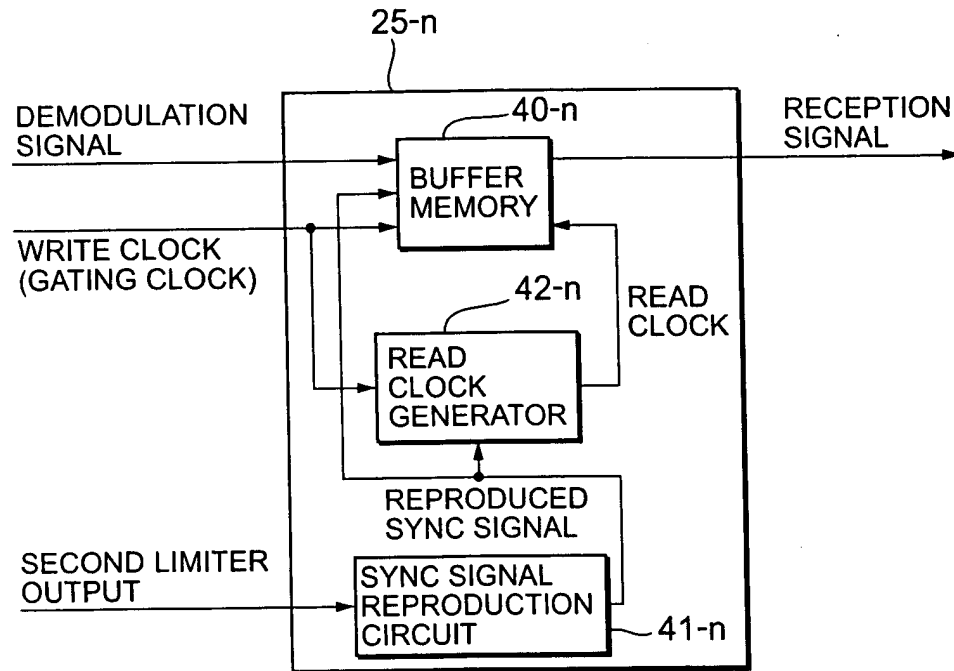 25-n
DEMODULATION
SIGNAL
40-n
RECEPTION
SIGNAL
BUFFER
MEMORY
WRITE CLOCK
(GATING CLOCK)
42-n
READ
CLOCK
READ
CLOCK
GENERATOR
REPRODUCED
SYNC SIGNAL
SECOND LIMITER
OUTPUT
SYNC SIGNAL
REPRODUCTION
CIRCUIT
41-n